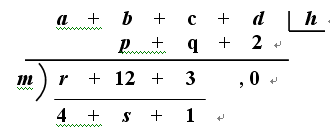 a + b + c + d h
p + q + 2
m) r + 12 + 3 , 0
4 + s + 1